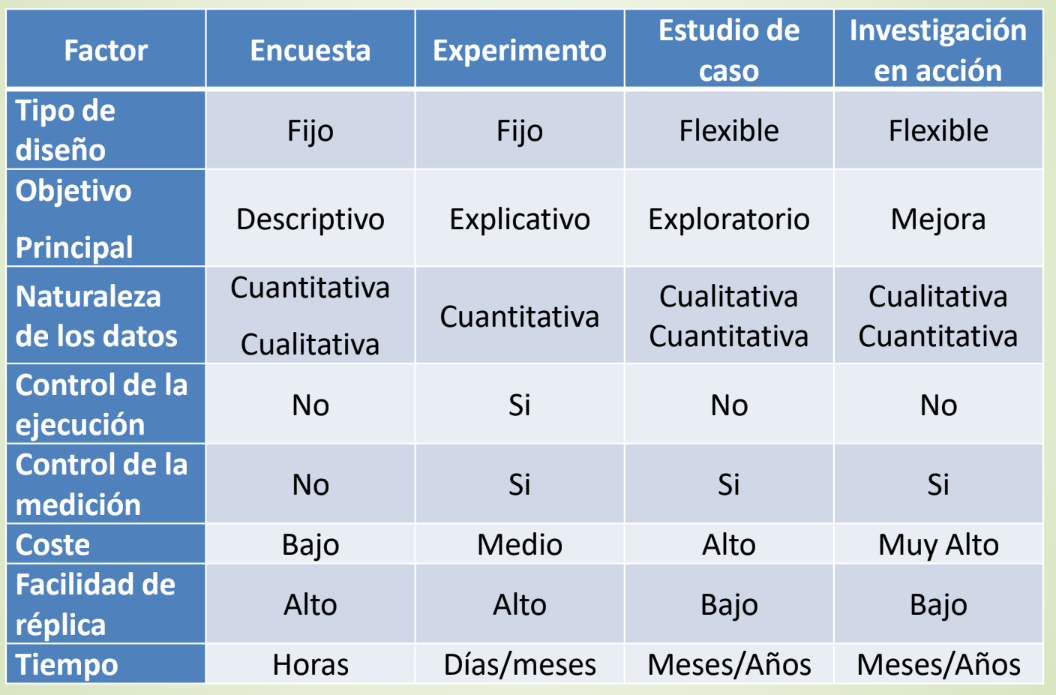 Factor Encuesta Experimento Estudio de caso Investigación en acción
Tipo de diseño Fijo Fijo Flexible Flexible
Objetivo Principal Descriptivo Explicativo Exploratorio Mejora
Naturaleza de los datos Cuantitativa Cualitativa Cuantitativa Cualitativa Cuantitativa Cualitativa Cuantitativa
Control de la ejecución No Si No No
Control de la medición No Si Si Si
Coste Bajo Medio Alto Muy Alto
Facilidad de réplica Alto Alto Bajo Bajo
Tiempo Horas Días/meses Meses/Años Meses/Años